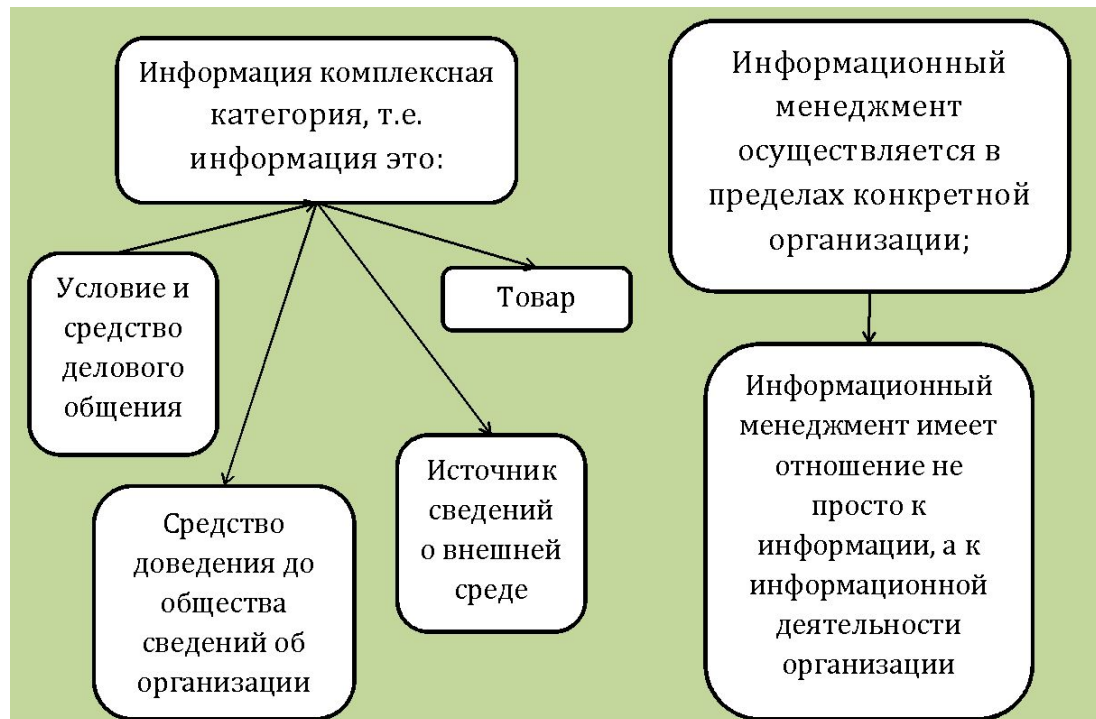 Информация комплексная
категория, т.е.
информация это:
Условие и
средство
делового
общения
Товар
Средство
доведения до
общества
сведений об
организации
Источник
сведений
о внешней
среде
Информационный
менеджмент
осуществляется в
пределах конкретной
организации;
Информационный
менеджмент имеет
отношение не
просто к
информации, а к
информационной
деятельности
организации